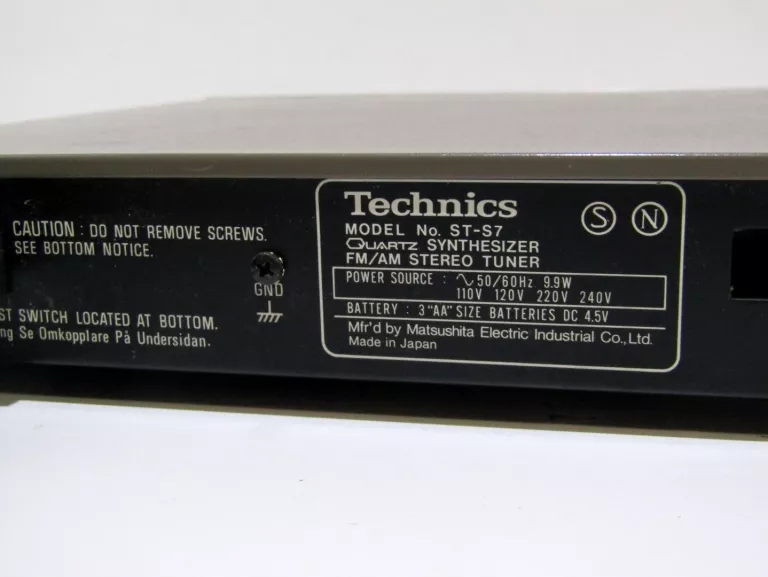 CAUTION : DO NOT REMOVE SCREWS.
SEE BOTTOM NOTICE.
GND
ST SWITCH LOCATED AT BOTTOM.
ng Se Omkopplare På Undersidan.
Technics
MODEL No. ST-S7
QUARTZ SYNTHESIZER
FM/AM STEREO TUNER
S N
POWER SOURCE : ∿ 50/60Hz 9.9W
110V 120V 220V 240V
BATTERY : 3 "AA" SIZE BATTERIES DC 4.5V
Mfr'd by Matsushita Electric Industrial Co., Ltd.
Made in Japan